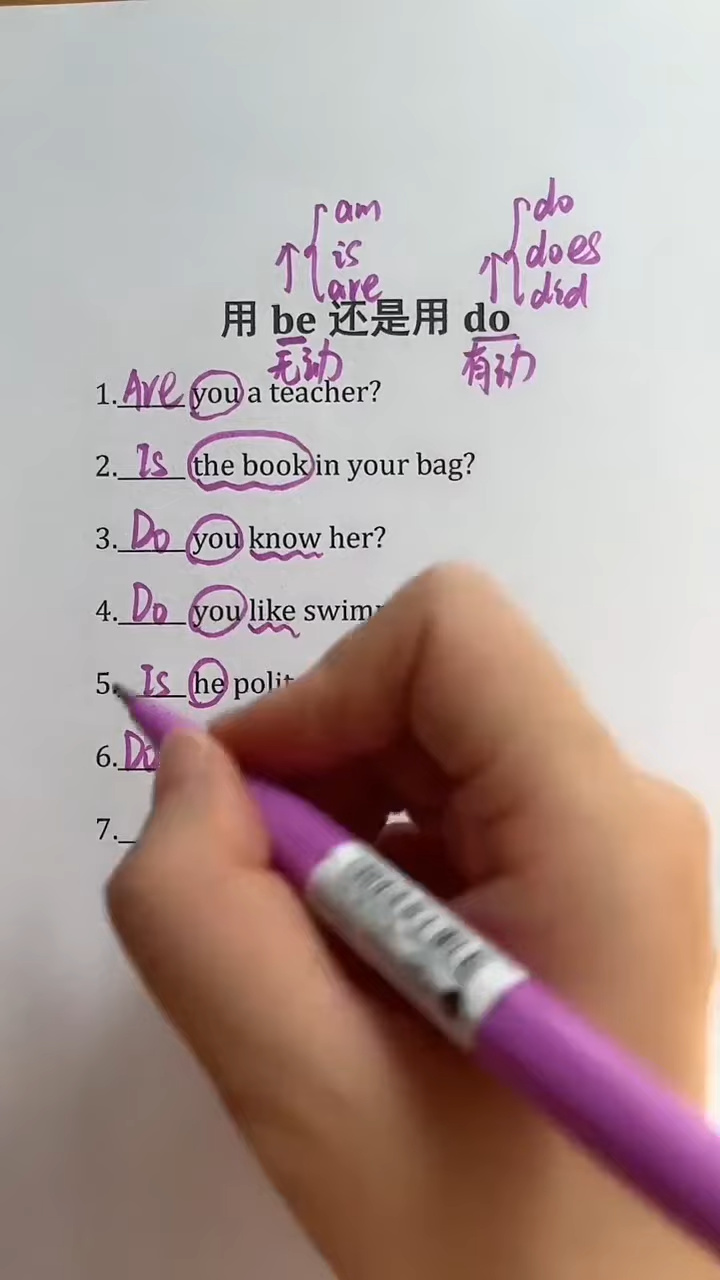 am do
is does
are did
用 be 还是用 do
无动 有动
1. Are you a teacher?
2. Is the book in your bag?
3. Do you know her?
4. Do you like
5. Is he
6. Do
7.